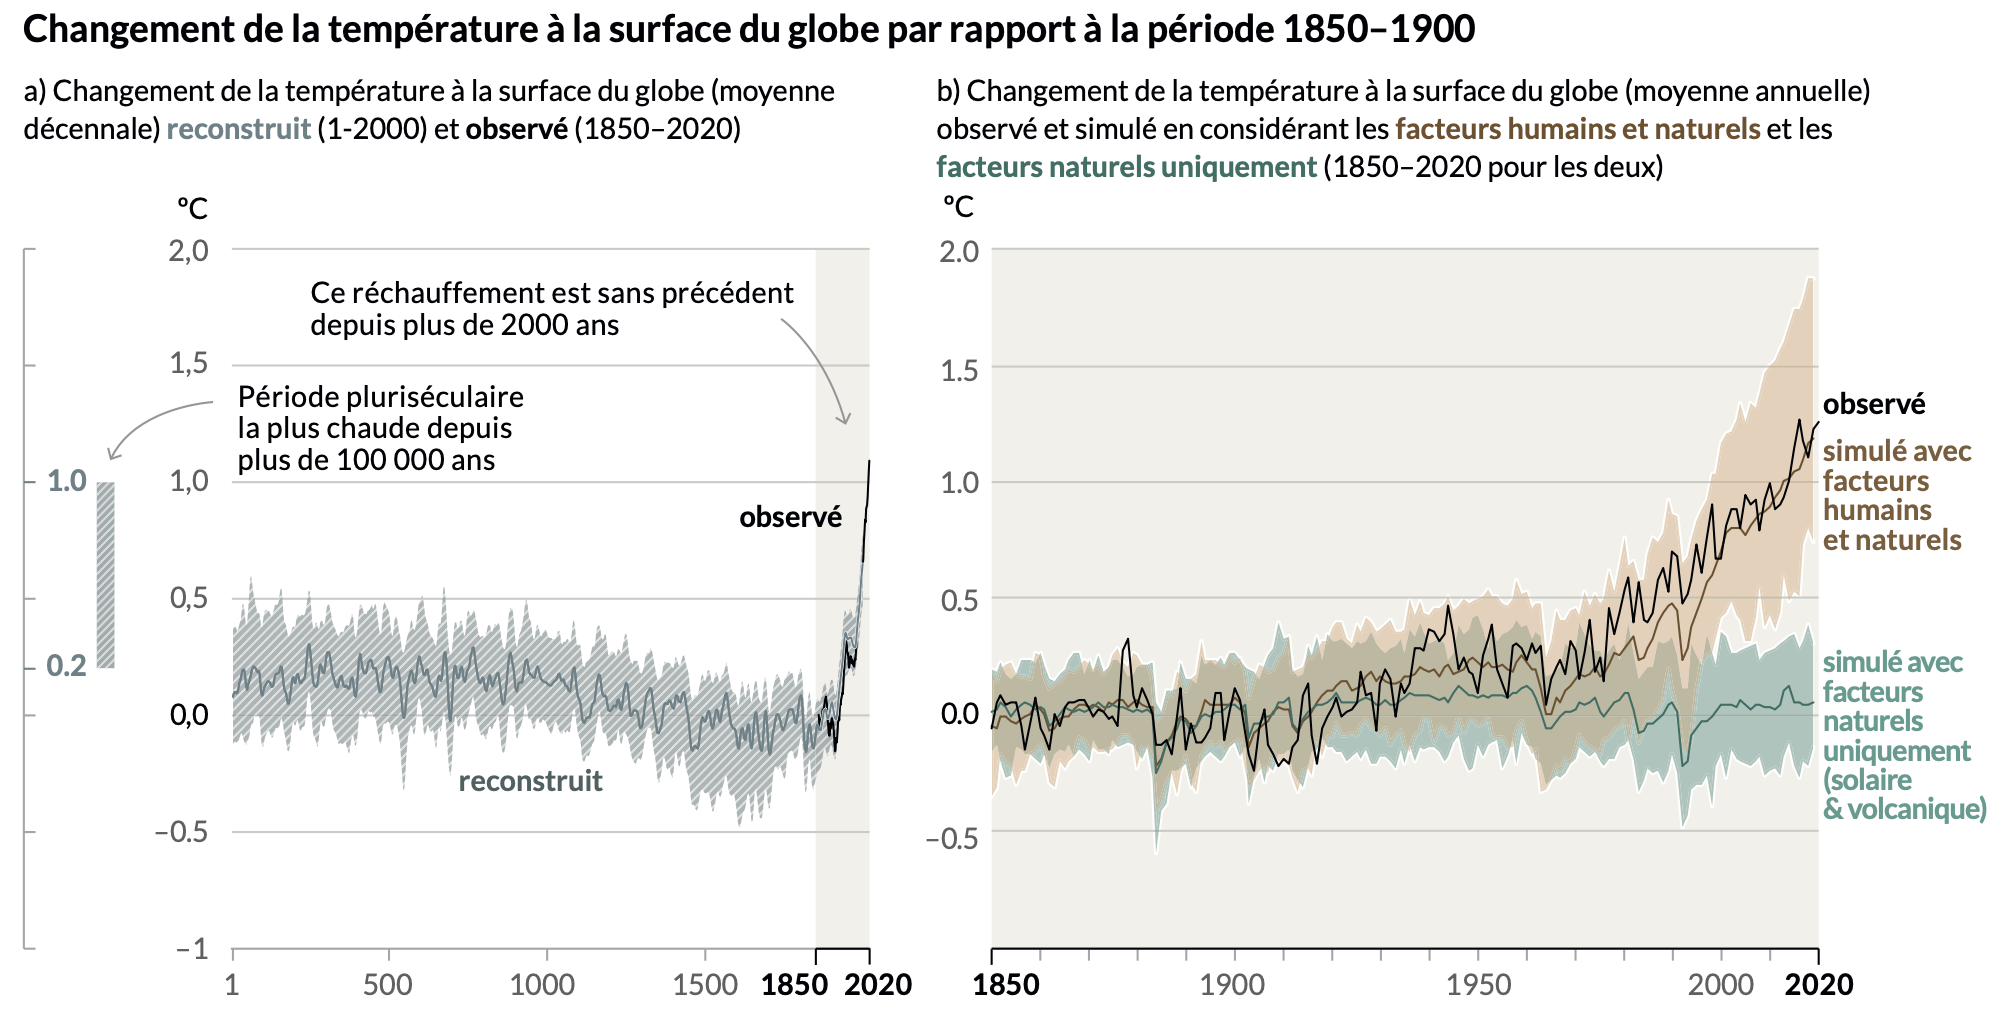 Changement de la température à la surface du globe par rapport à la période 1850–1900
a) Changement de la température à la surface du globe (moyenne
décennale) reconstruit (1-2000) et observé (1850–2020)
ºC
2,0
1,5
1,0
0,5
0,0
–0.5
–1
1.0
0.2
Ce réchauffement est sans précédent
depuis plus de 2000 ans
Période pluriséculaire
la plus chaude depuis
plus de 100 000 ans
observé
reconstruit
1
500
1000
1500
1850
2020
b) Changement de la température à la surface du globe (moyenne annuelle)
observé et simulé en considérant les facteurs humains et naturels et les
facteurs naturels uniquement (1850–2020 pour les deux)
ºC
2.0
1.5
1.0
0.5
0.0
–0.5
observé
simulé avec
facteurs
humains
et naturels
simulé avec
facteurs
naturels
uniquement
(solaire
& volcanique)
1850
1900
1950
2000
2020